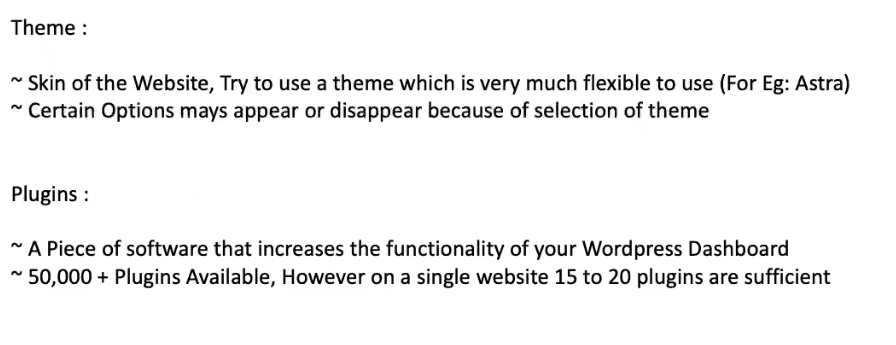 Theme :
~ Skin of the Website, Try to use a theme which is very much flexible to use (For Eg: Astra)
~ Certain Options mays appear or disappear because of selection of theme
Plugins :
~ A Piece of software that increases the functionality of your Wordpress Dashboard
~ 50,000 + Plugins Available, However on a single website 15 to 20 plugins are sufficient